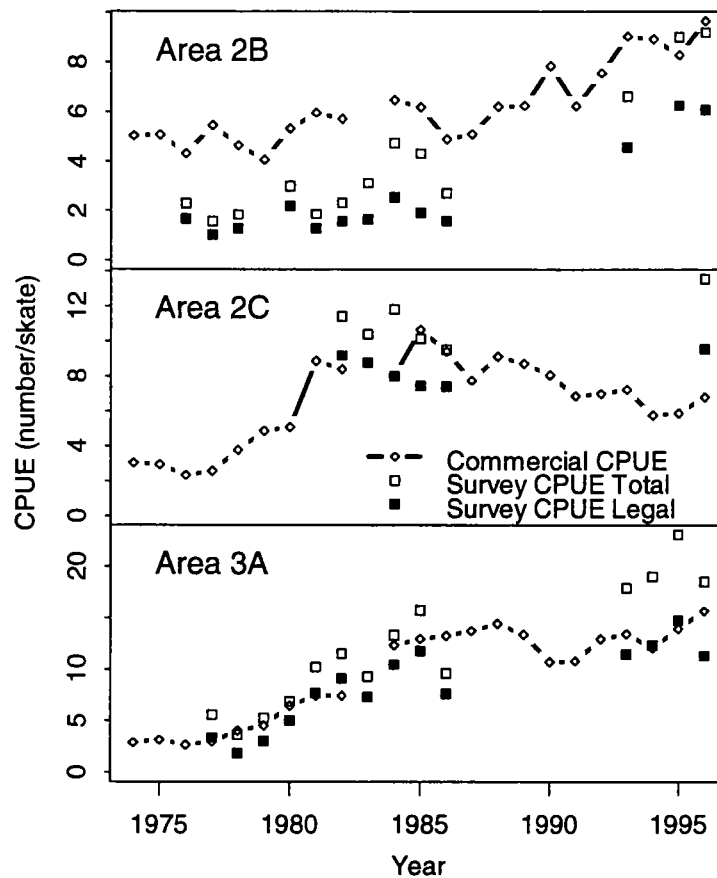 Area 2B
8
6
4
2
0
Area 2C
12
8
4
0
Commercial CPUE
Survey CPUE Total
Survey CPUE Legal
Area 3A
20
10
5
0
CPUE (number/skate)
1975 1980 1985 1990 1995
Year